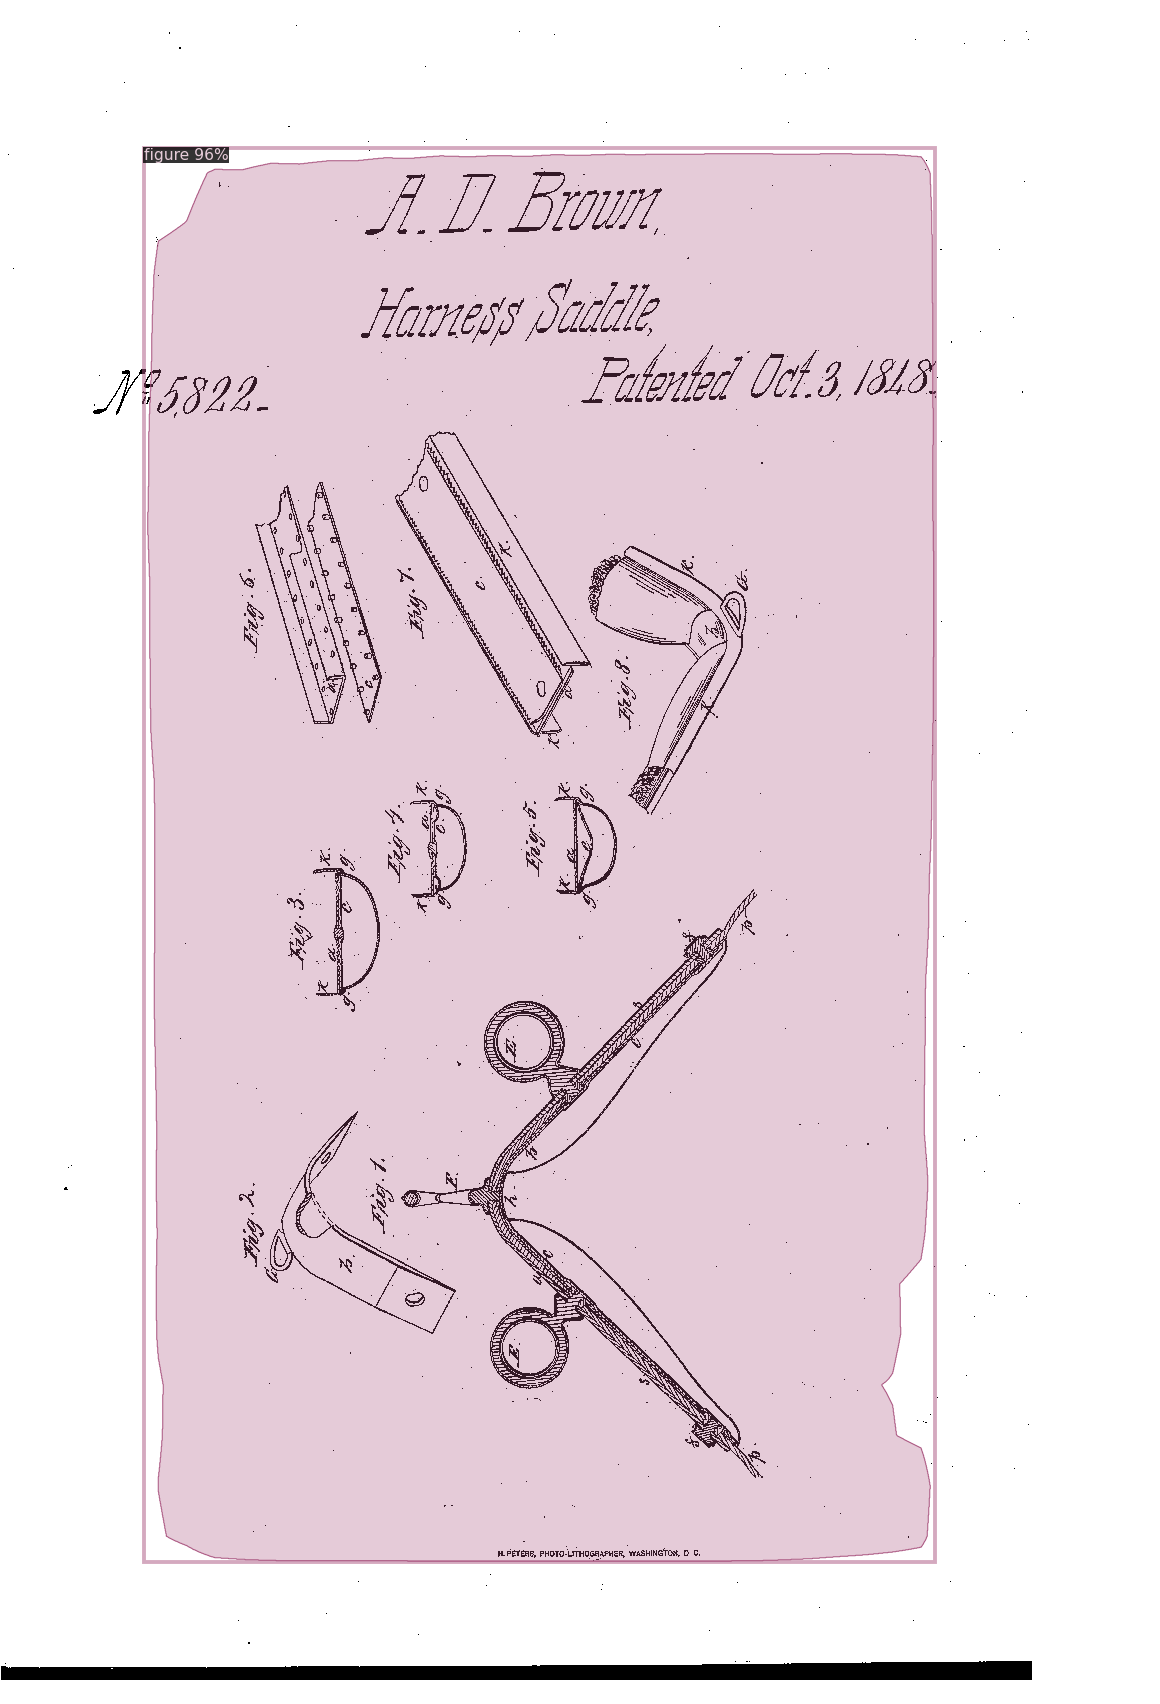 figure 96%
A. D. Brown,
Harness Saddle,
Nº 5,822.
Patented Oct. 3, 1848.
Fig. 6.
Fig. 7.
c.
x.
a
x
Fig. 8.
x.
G.
h
x.
Fig. 3.
x.
g.
c
a
x
g.
Fig. 4.
x.
g.
a
c
x
g.
Fig. 5.
x.
g.
a
e
x
g.
Fig. 2.
G
h.
Fig. 1.
F.
E.
E.
h
s
s
p
s
s
p
H. PETERS, PHOTO-LITHOGRAPHER, WASHINGTON, D. C.